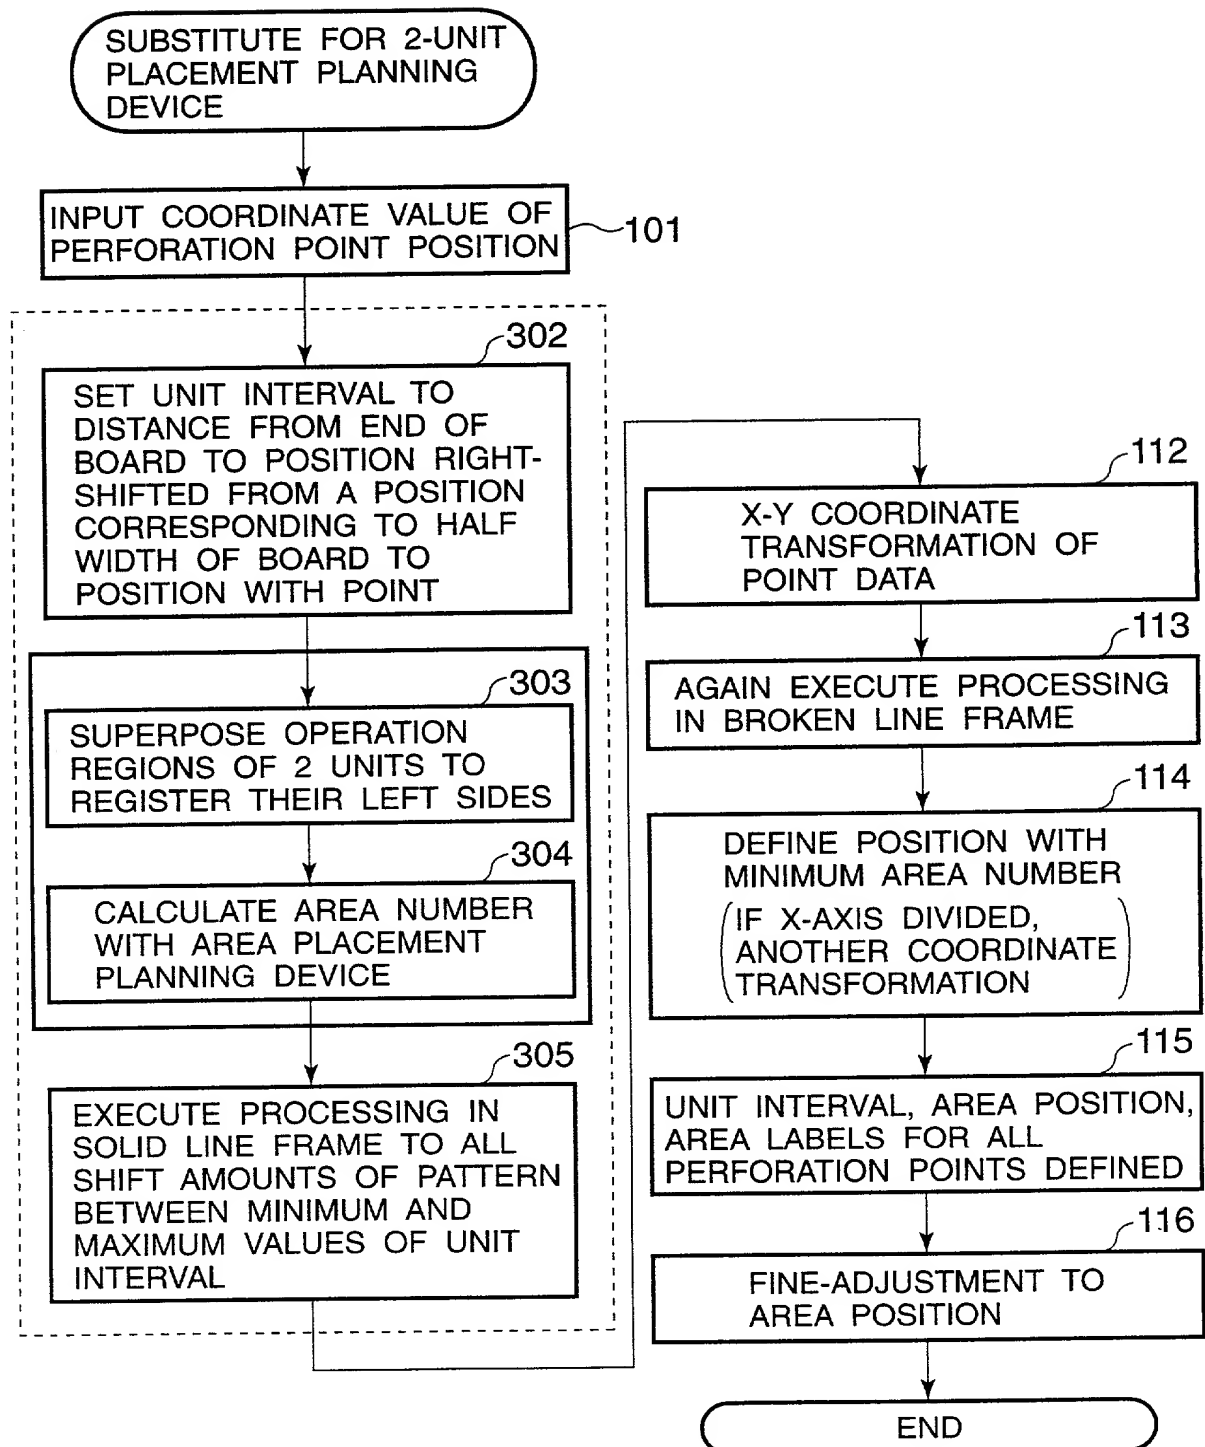 SUBSTITUTE FOR 2-UNIT
PLACEMENT PLANNING
DEVICE
INPUT COORDINATE VALUE OF
PERFORATION POINT POSITION
101
302
SET UNIT INTERVAL TO
DISTANCE FROM END OF
BOARD TO POSITION RIGHT-
SHIFTED FROM A POSITION
CORRESPONDING TO HALF
WIDTH OF BOARD TO
POSITION WITH POINT
303
SUPERPOSE OPERATION
REGIONS OF 2 UNITS TO
REGISTER THEIR LEFT SIDES
304
CALCULATE AREA NUMBER
WITH AREA PLACEMENT
PLANNING DEVICE
305
EXECUTE PROCESSING IN
SOLID LINE FRAME TO ALL
SHIFT AMOUNTS OF PATTERN
BETWEEN MINIMUM AND
MAXIMUM VALUES OF UNIT
INTERVAL
112
X-Y COORDINATE
TRANSFORMATION OF
POINT DATA
113
AGAIN EXECUTE PROCESSING
IN BROKEN LINE FRAME
114
DEFINE POSITION WITH
MINIMUM AREA NUMBER
(IF X-AXIS DIVIDED,
ANOTHER COORDINATE
TRANSFORMATION)
115
UNIT INTERVAL, AREA POSITION,
AREA LABELS FOR ALL
PERFORATION POINTS DEFINED
116
FINE-ADJUSTMENT TO
AREA POSITION
END